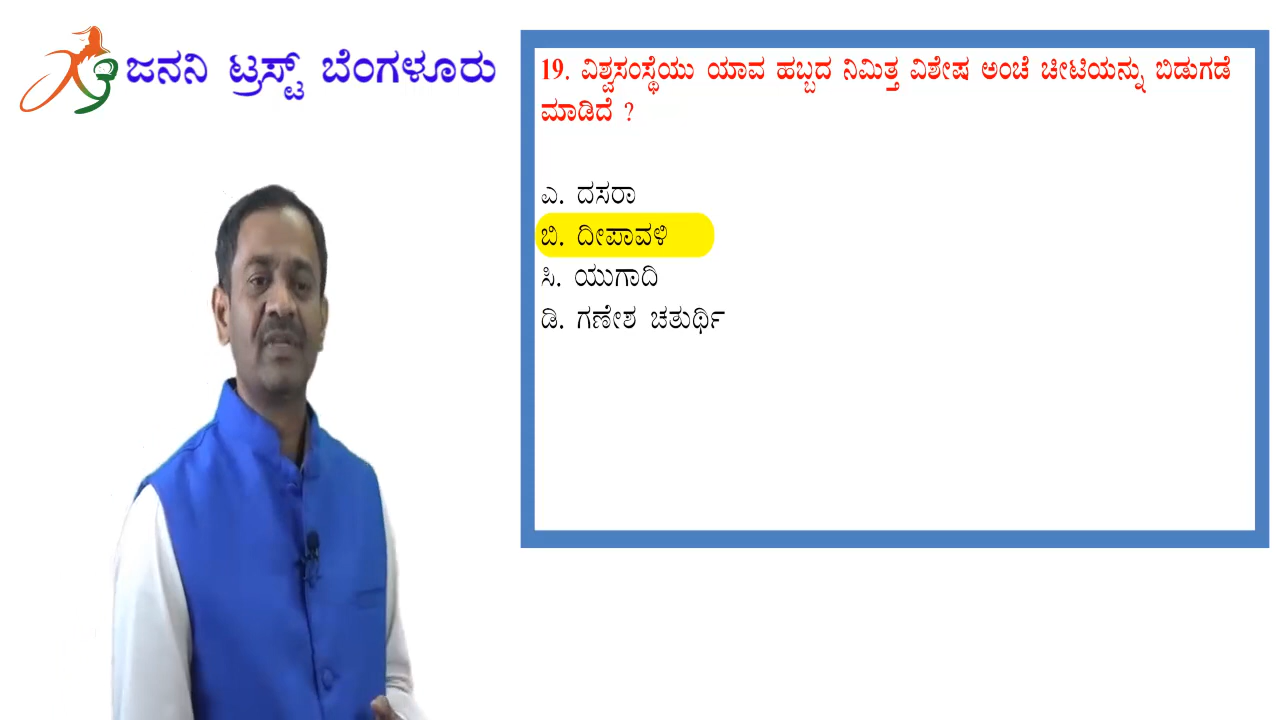 ಜನನಿ ಟ್ರಸ್ಟ್ ಬೆಂಗಳೂರು
19. ವಿಶ್ವಸಂಸ್ಥೆಯು ಯಾವ ಹಬ್ಬದ ನಿಮಿತ್ತ ವಿಶೇಷ ಅಂಚೆ ಚೀಟಿಯನ್ನು ಬಿಡುಗಡೆ
ಮಾಡಿದೆ ?
ಎ. ದಸರಾ
ಬಿ. ದೀಪಾವಳಿ
ಸಿ. ಯುಗಾದಿ
ಡಿ. ಗಣೇಶ ಚತುರ್ಥಿ